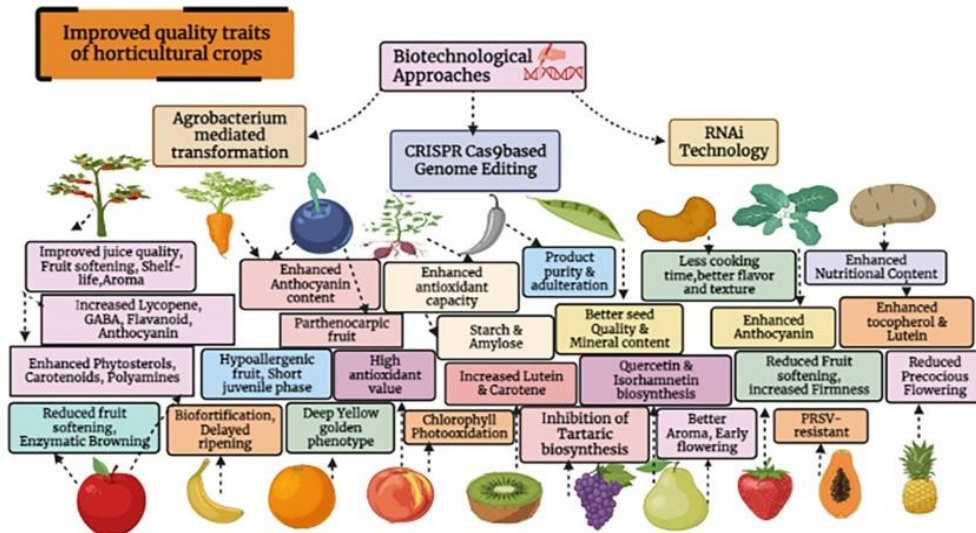 Improved quality traits
of horticultural crops
Biotechnological
Approaches
Agrobacterium
mediated
transformation
CRISPR Cas9based
Genome Editing
RNAi
Technology
Improved juice quality,
Fruit softening, Shelf-
life,Aroma
Increased Lycopene,
GABA, Flavanoid,
Anthocyanin
Enhanced Phytosterols,
Carotenoids, Polyamines
Enhanced
Anthocyanin
content
Parthenocarpic
fruit
Enhanced
antioxidant
capacity
Starch &
Amylose
Product
purity &
adulteration
Better seed
Quality &
Mineral content
Less cooking
time,better flavor
and texture
Enhanced
Anthocyanin
Enhanced
Nutritional Content
Enhanced
tocopherol &
Lutein
Hypoallergenic
fruit, Short
juvenile phase
High
antioxidant
value
Increased Lutein
& Carotene
Quercetin &
Isorhamnetin
biosynthesis
Reduced Fruit
softening,
increased Firmness
Reduced
Precocious
Flowering
Reduced fruit
softening,
Enzymatic Browning
Biofortification,
Delayed
ripening
Deep Yellow
golden
phenotype
Chlorophyll
Photooxidation
Inhibition of
Tartaric
biosynthesis
Better
Aroma, Early
flowering
PRSV-
resistant